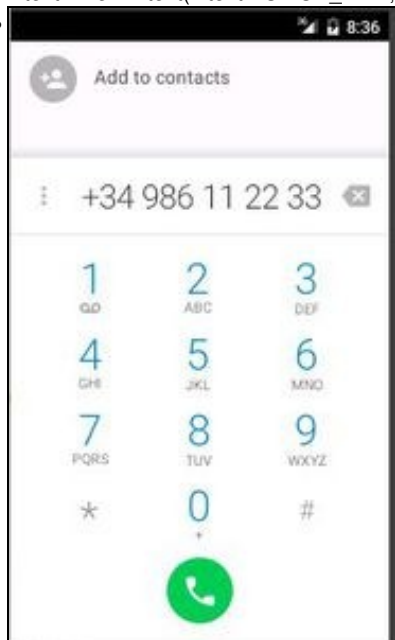 8:36
Add to contacts
+34 986 11 22 33
1 2 3
ABC DEF
4 5 6
GHI JKL MNO
7 8 9
PQRS TUV WXYZ
* 0 #
+